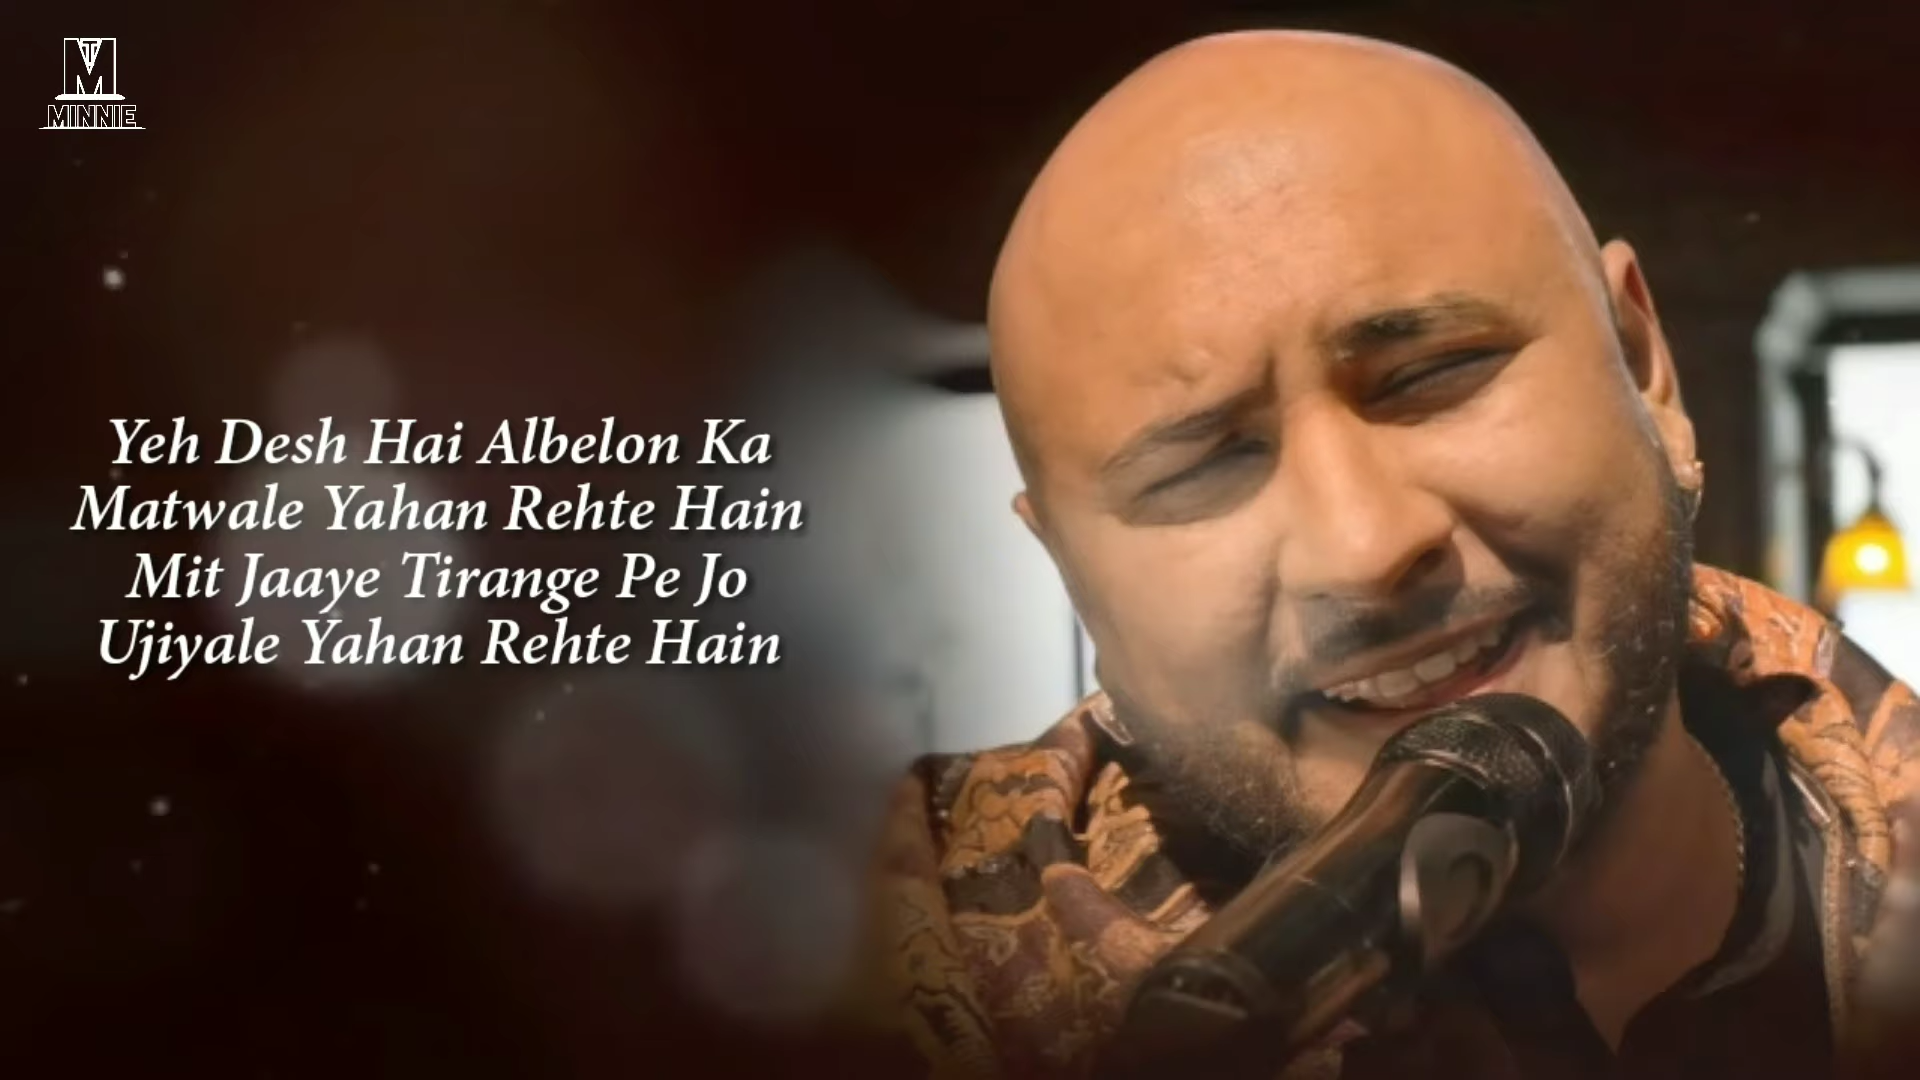 MINNIE
Yeh Desh Hai Albelon Ka
Matwale Yahan Rehte Hain
Mit Jaaye Tirange Pe Jo
Ujiyale Yahan Rehte Hain